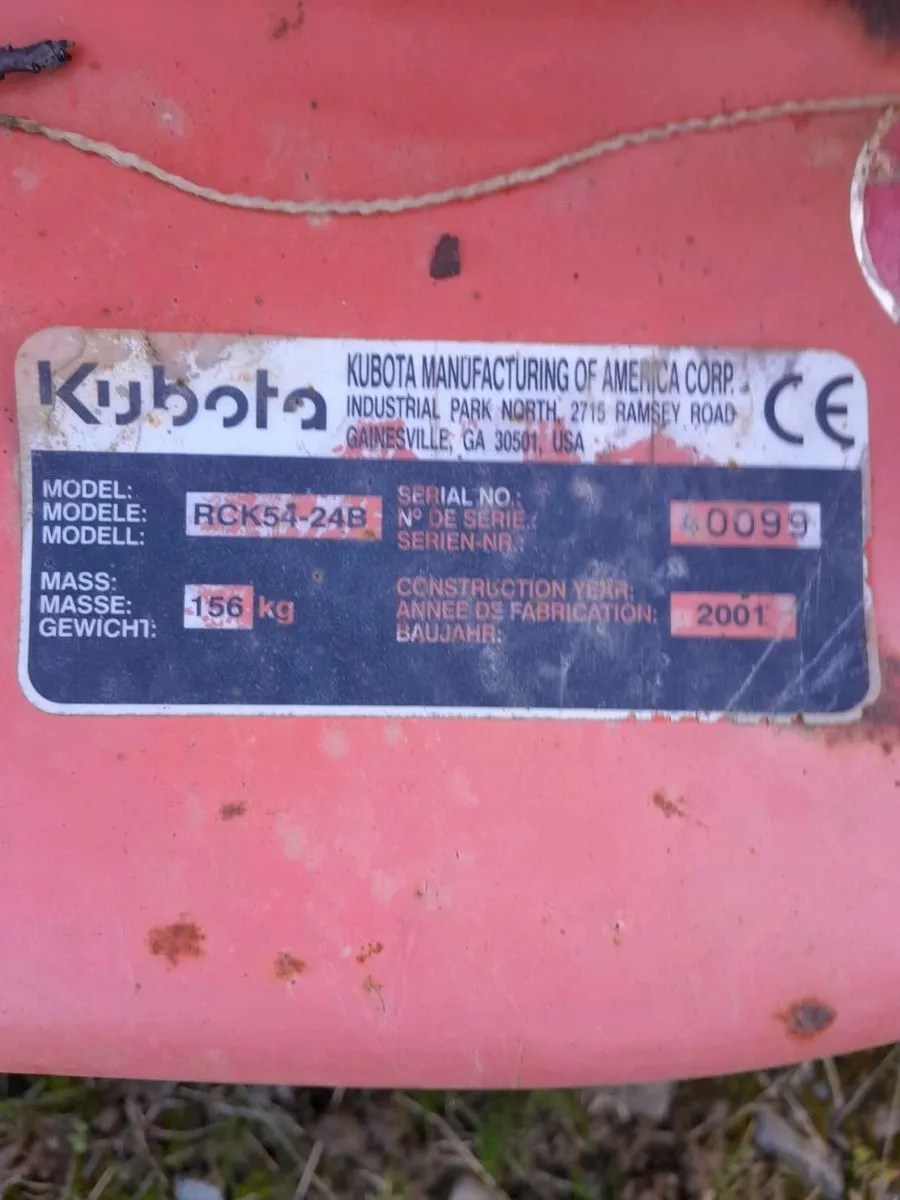 Kubota
KUBOTA MANUFACTURING OF AMERICA CORP.
INDUSTRIAL PARK NORTH, 2715 RAMSEY ROAD
GAINESVILLE, GA 30501, USA
CE
MODEL:
MODELE:
MODELL:
RCK54-24B
SERIAL NO.:
Nº DE SERIE:
SERIEN-NR.:
40099
MASS:
MASSE:
GEWICHT:
156 kg
CONSTRUCTION YEAR:
ANNEE DE FABRICATION:
BAUJAHR:
2001